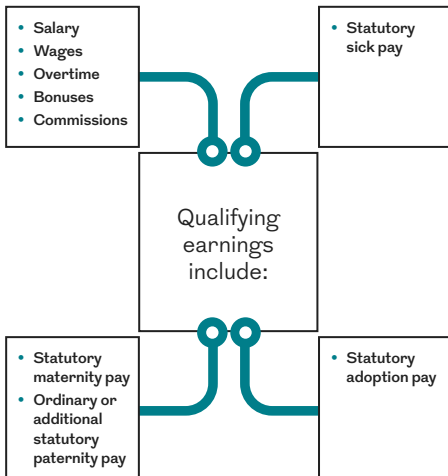 • Salary
• Wages
• Overtime
• Bonuses
• Commissions
• Statutory
sick pay
Qualifying
earnings
include:
• Statutory
maternity pay
• Ordinary or
additional
statutory
paternity pay
• Statutory
adoption pay